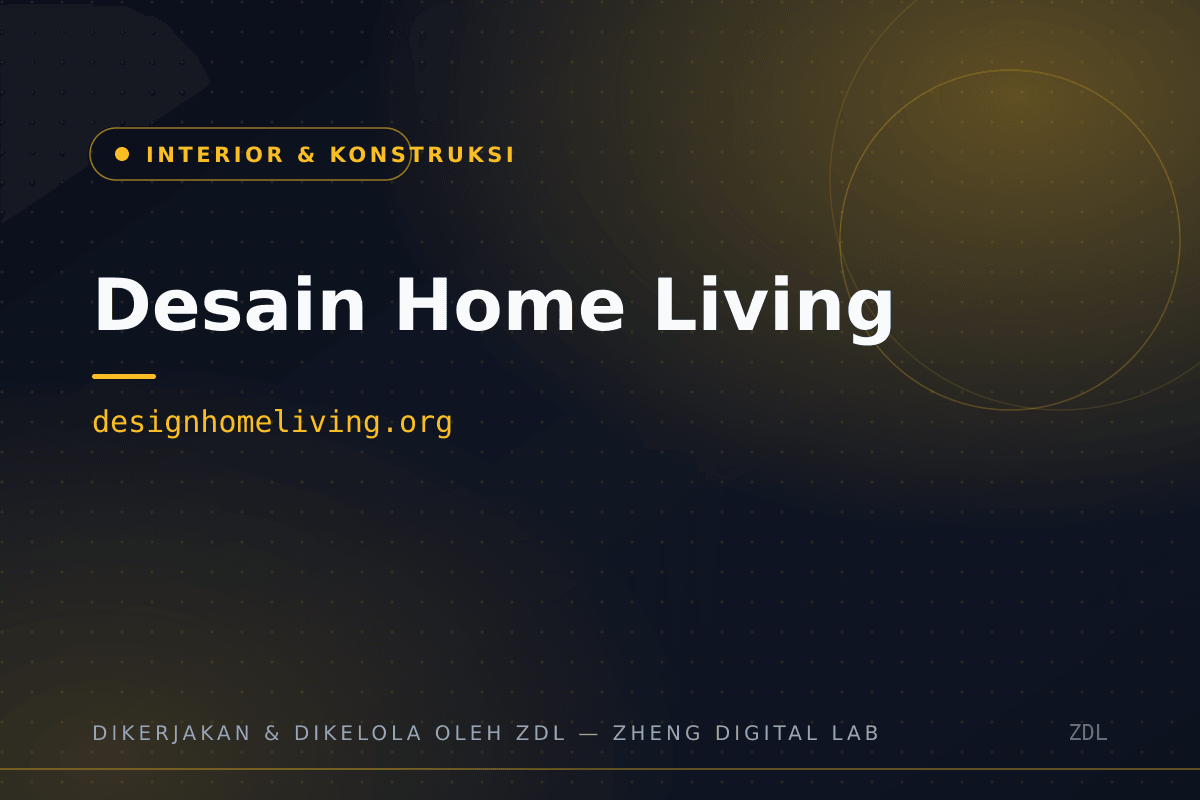 INTERIOR & KONSTRUKSI
Desain Home Living
designhomeliving.org
DIKERJAKAN & DIKELOLA OLEH ZDL — ZHENG DIGITAL LAB
ZDL